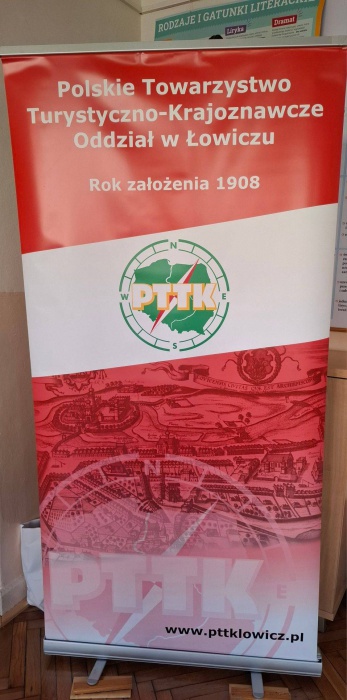 RODZAJE I GATUNKI LITERACKIE
Liryka
Dramat
Polskie Towarzystwo
Turystyczno-Krajoznawcze
Oddział w Łowiczu
Rok założenia 1908
N
W PTTK E
S
N
PTTK E
www.pttklowicz.pl